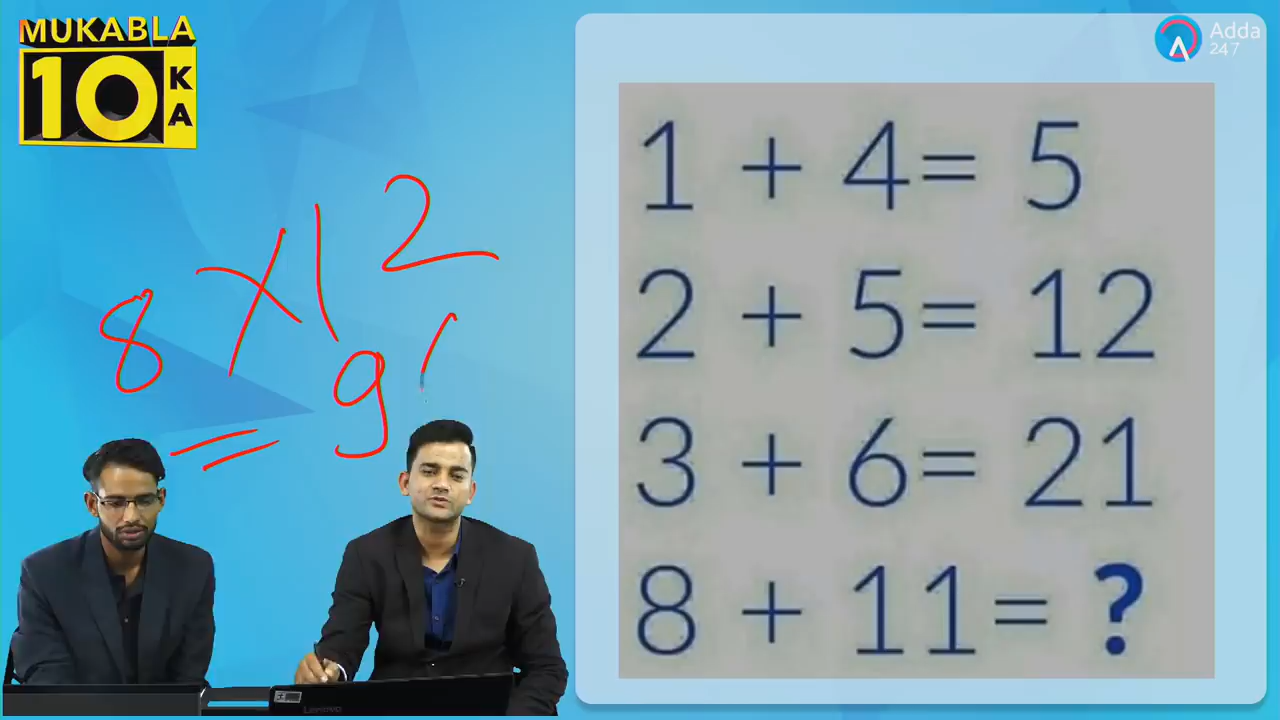 MUKABLA
10
KA
Adda
247
8 x 12
= 9
1 + 4 = 5
2 + 5 = 12
3 + 6 = 21
8 + 11 = ?
Lenovo